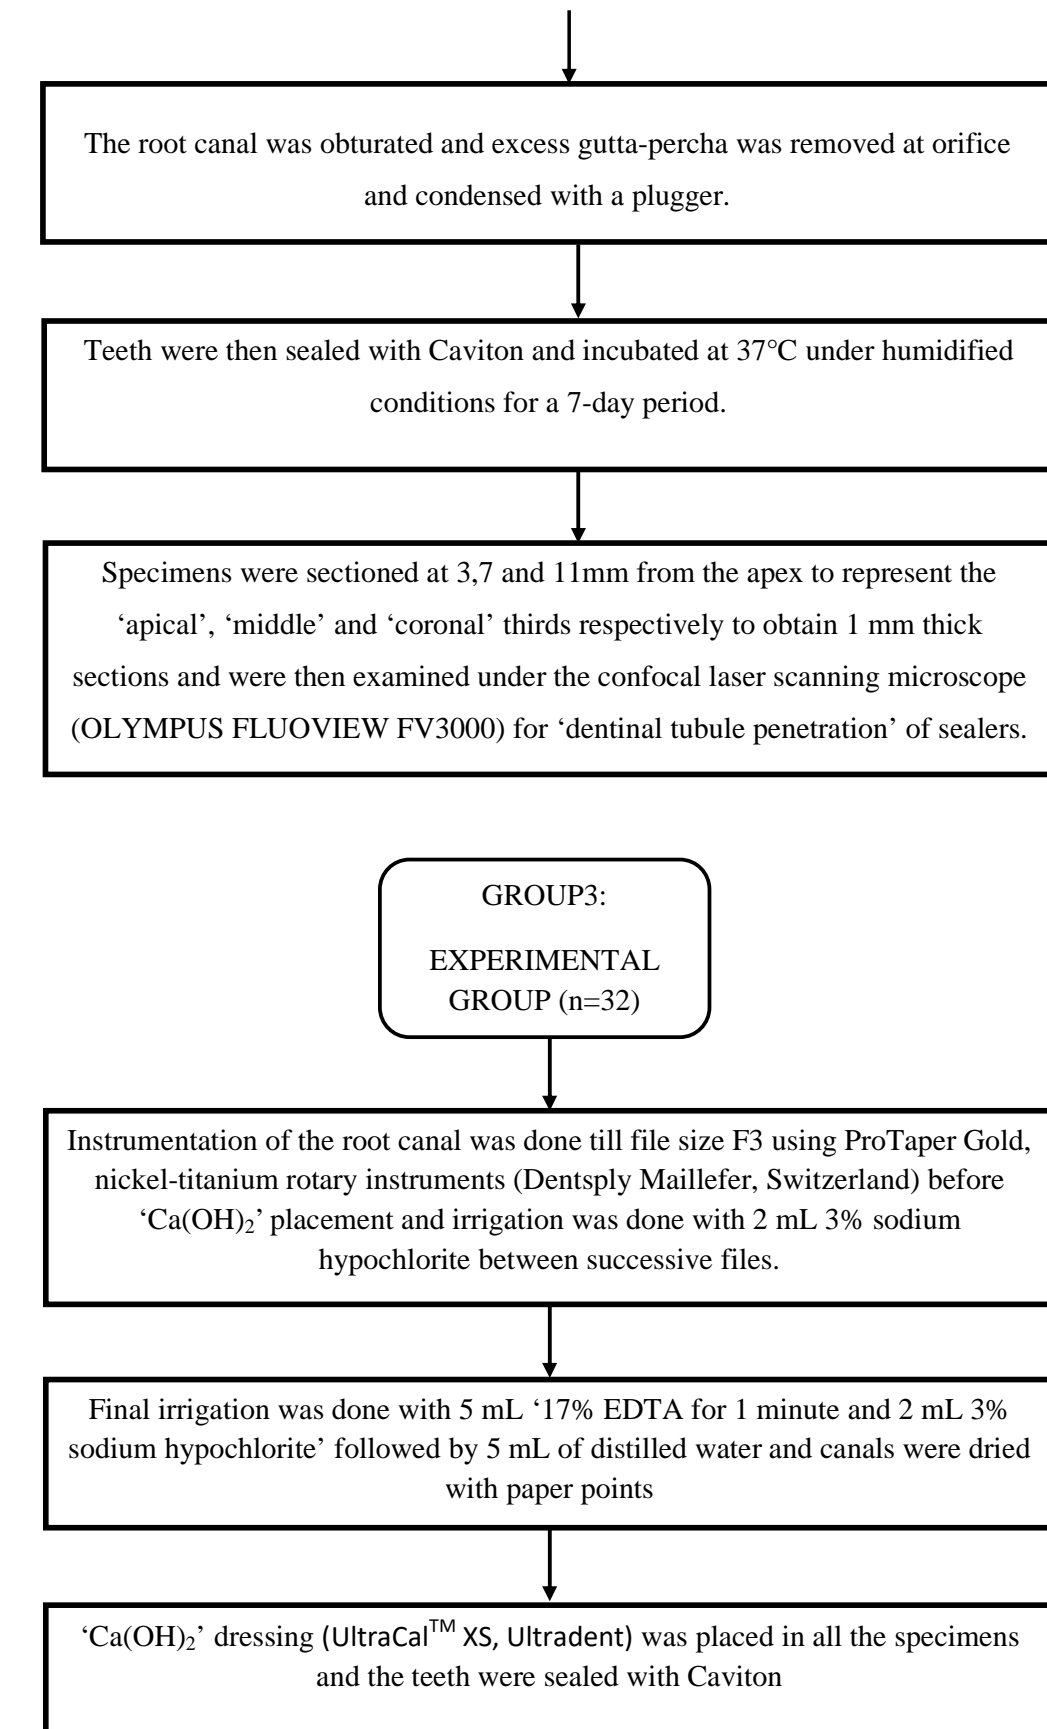 The root canal was obturated and excess gutta-percha was removed at orifice
and condensed with a plugger.
Teeth were then sealed with Caviton and incubated at 37°C under humidified
conditions for a 7-day period.
Specimens were sectioned at 3,7 and 11mm from the apex to represent the
‘apical’, ‘middle’ and ‘coronal’ thirds respectively to obtain 1 mm thick
sections and were then examined under the confocal laser scanning microscope
(OLYMPUS FLUOVIEW FV3000) for ‘dentinal tubule penetration’ of sealers.
GROUP3:
EXPERIMENTAL
GROUP (n=32)
Instrumentation of the root canal was done till file size F3 using ProTaper Gold,
nickel-titanium rotary instruments (Dentsply Maillefer, Switzerland) before
‘Ca(OH)₂’ placement and irrigation was done with 2 mL 3% sodium
hypochlorite between successive files.
Final irrigation was done with 5 mL ‘17% EDTA for 1 minute and 2 mL 3%
sodium hypochlorite’ followed by 5 mL of distilled water and canals were dried
with paper points
‘Ca(OH)₂’ dressing (UltraCal™ XS, Ultradent) was placed in all the specimens
and the teeth were sealed with Caviton